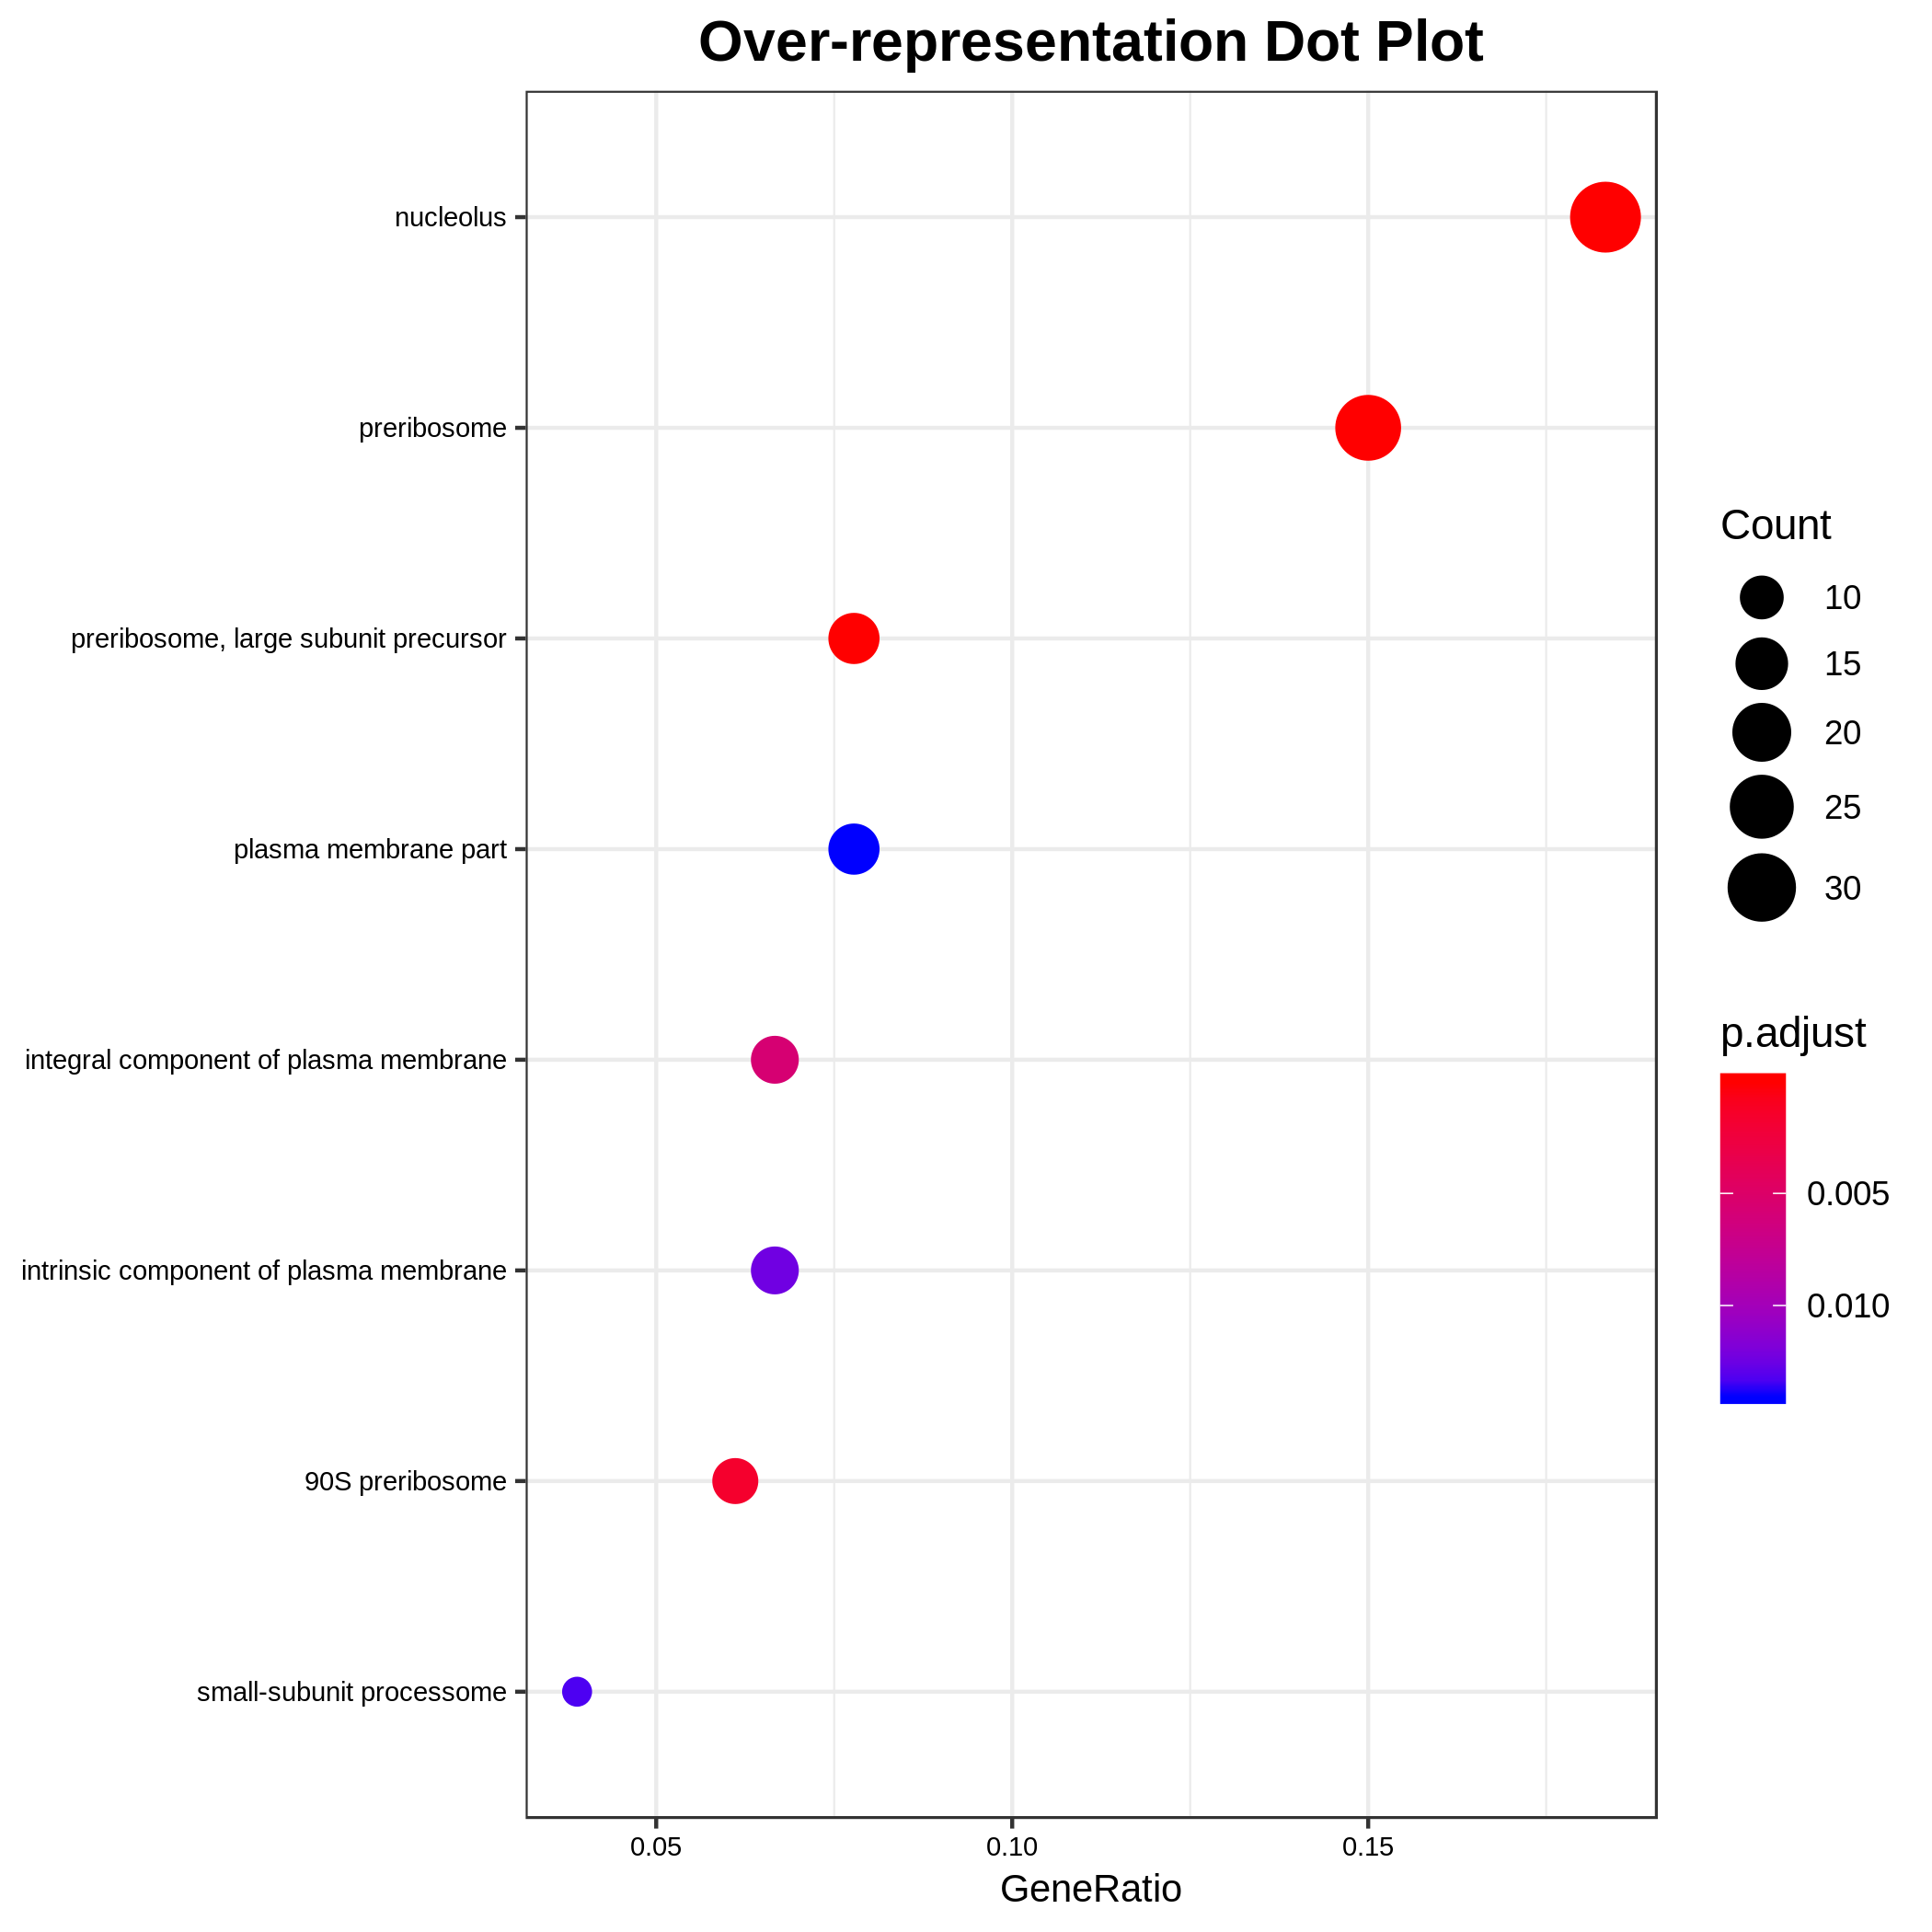 Over-representation Dot Plot
nucleolus
preribosome
preribosome, large subunit precursor
plasma membrane part
integral component of plasma membrane
intrinsic component of plasma membrane
90S preribosome
small-subunit processome
0.05
0.10
0.15
GeneRatio
Count
10
15
20
25
30
p.adjust
0.005
0.010